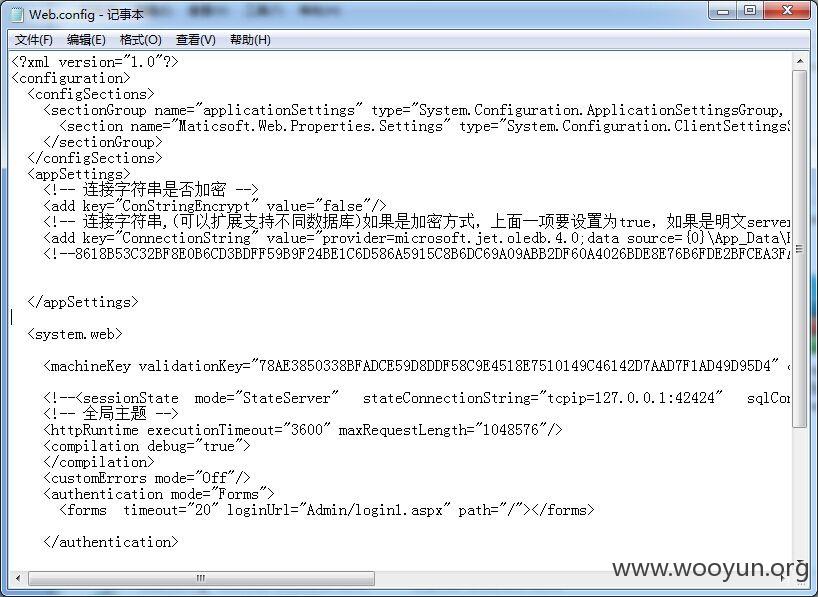 Web.config - 记事本
文件(F) 编辑(E) 格式(O) 查看(V) 帮助(H)
<?xml version="1.0"?>
<configuration>
<configSections>
<sectionGroup name="applicationSettings" type="System.Configuration.ApplicationSettingsGroup,
<section name="Maticsoft.Web.Properties.Settings" type="System.Configuration.ClientSettings
</sectionGroup>
</configSections>
<appSettings>
<!-- 连接字符串是否加密 -->
<add key="ConStringEncrypt" value="false"/>
<!-- 连接字符串,(可以扩展支持不同数据库)如果是加密方式，上面一项要设置为true，如果是明文server
<add key="ConnectionString" value="provider=microsoft.jet.oledb.4.0;data source={0}\App_Data\
<!--8618B53C32BF8E0B6CD3BDFF59B9F24BE1C6D586A5915C8B6DC69A09ABB2DF60A4026BDE8E76B6FDE2BFCEA3F
</appSettings>
<system.web>
<machineKey validationKey="78AE3850338BFADCE59D8DDF58C9E4518E7510149C46142D7AAD7F1AD49D95D4"
<!--<sessionState mode="StateServer" stateConnectionString="tcpip=127.0.0.1:42424" sqlCo
<!-- 全局主题 -->
<httpRuntime executionTimeout="3600" maxRequestLength="1048576"/>
<compilation debug="true">
</compilation>
<customErrors mode="Off"/>
<authentication mode="Forms">
<forms timeout="20" loginUrl="Admin/login1.aspx" path="/"></forms>
</authentication>
www.wooyun.org